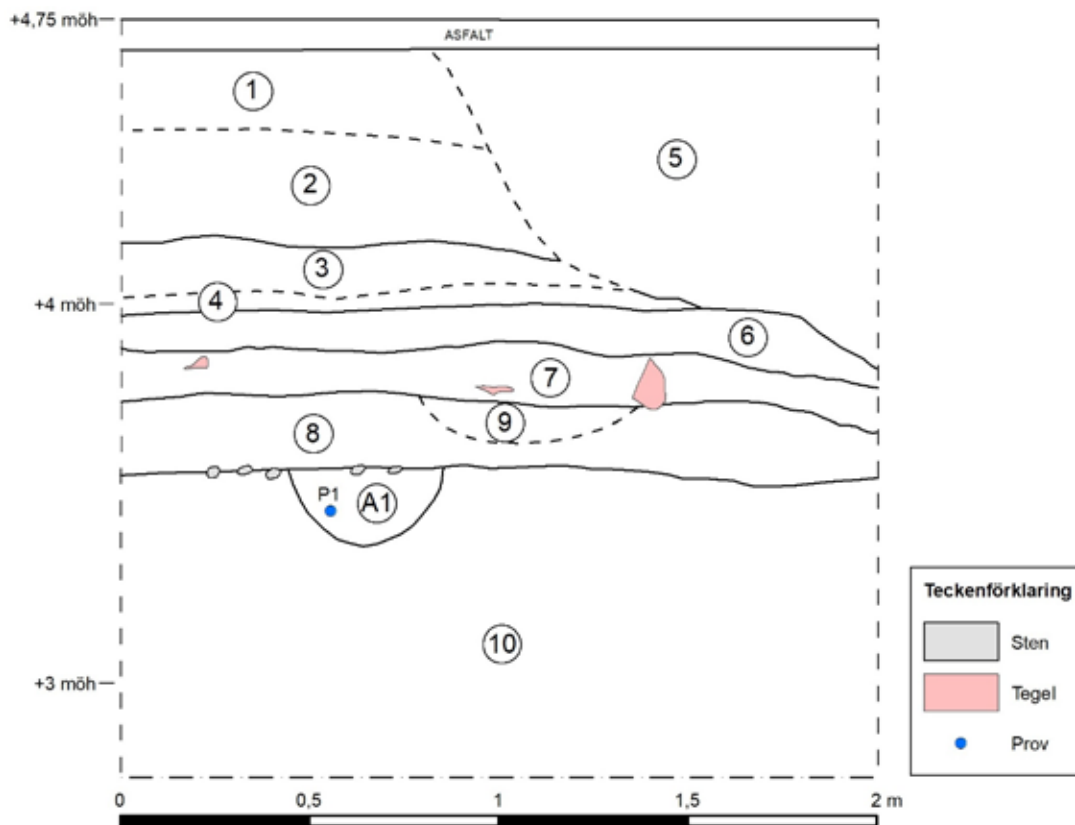 +4,75 möh
ASFALT
1
5
2
3
4
+4 möh
6
7
9
8
P1
A1
10
+3 möh
Teckenförklaring
Sten
Tegel
Prov
0
0,5
1
1,5
2 m